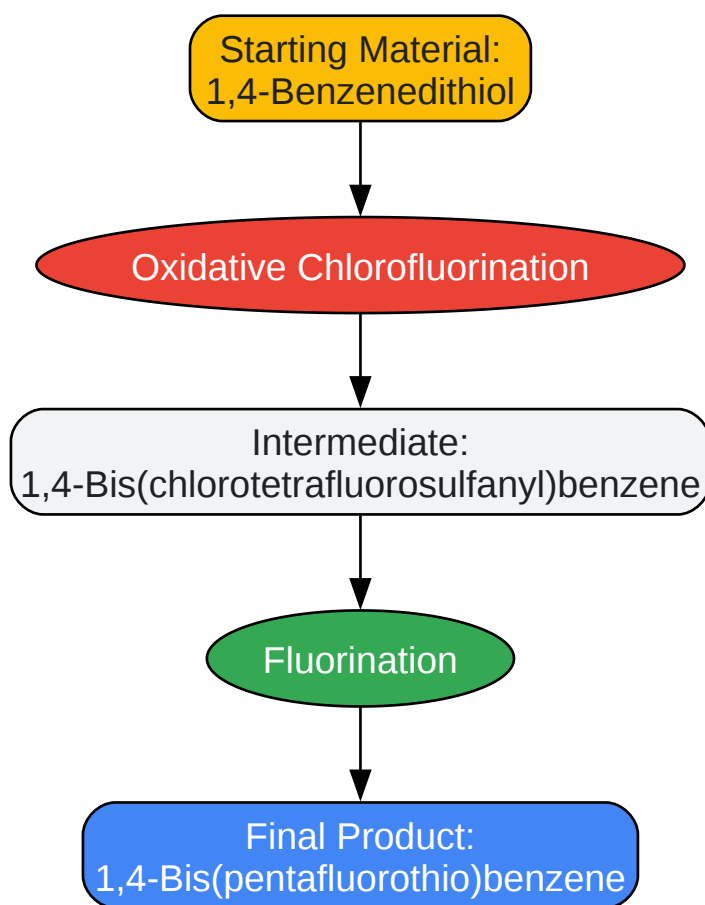 Starting Material:
1,4-Benzenedithiol
Oxidative Chlorofluorination
Intermediate:
1,4-Bis(chlorotetrafluorosulfanyl)benzene
Fluorination
Final Product:
1,4-Bis(pentafluorothio)benzene